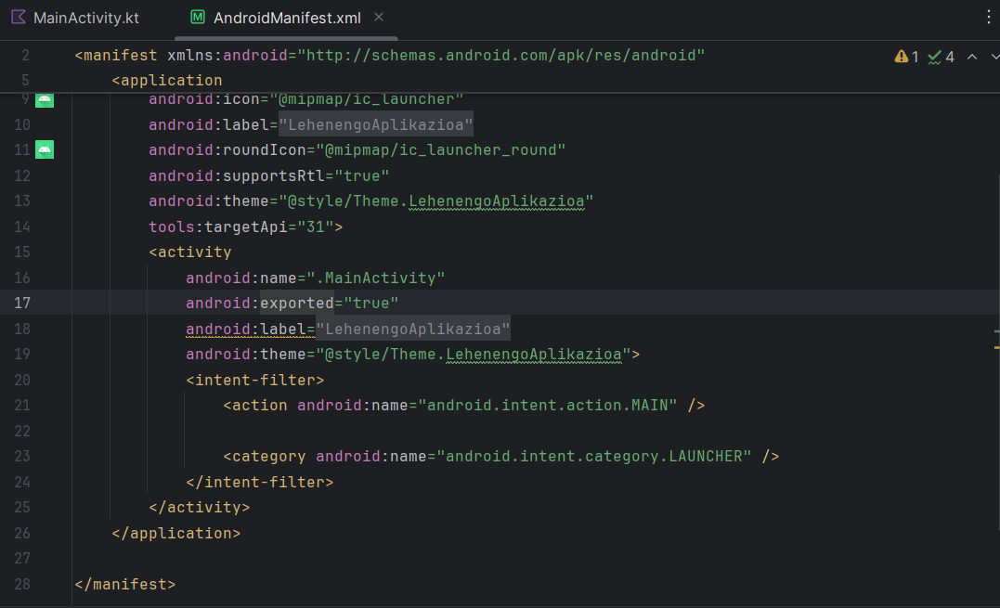 MainActivity.kt AndroidManifest.xml
2 <manifest xmlns:android="http://schemas.android.com/apk/res/android" 1 4
5 <application
9 android:icon="@mipmap/ic_launcher"
10 android:label="LehenengoAplikazioa"
11 android:roundIcon="@mipmap/ic_launcher_round"
12 android:supportsRtl="true"
13 android:theme="@style/Theme.LehenengoAplikazioa"
14 tools:targetApi="31">
15 <activity
16 android:name=".MainActivity"
17 android:exported="true"
18 android:label="LehenengoAplikazioa"
19 android:theme="@style/Theme.LehenengoAplikazioa">
20 <intent-filter>
21 <action android:name="android.intent.action.MAIN" />
22
23 <category android:name="android.intent.category.LAUNCHER" />
24 </intent-filter>
25 </activity>
26 </application>
27
28 </manifest>